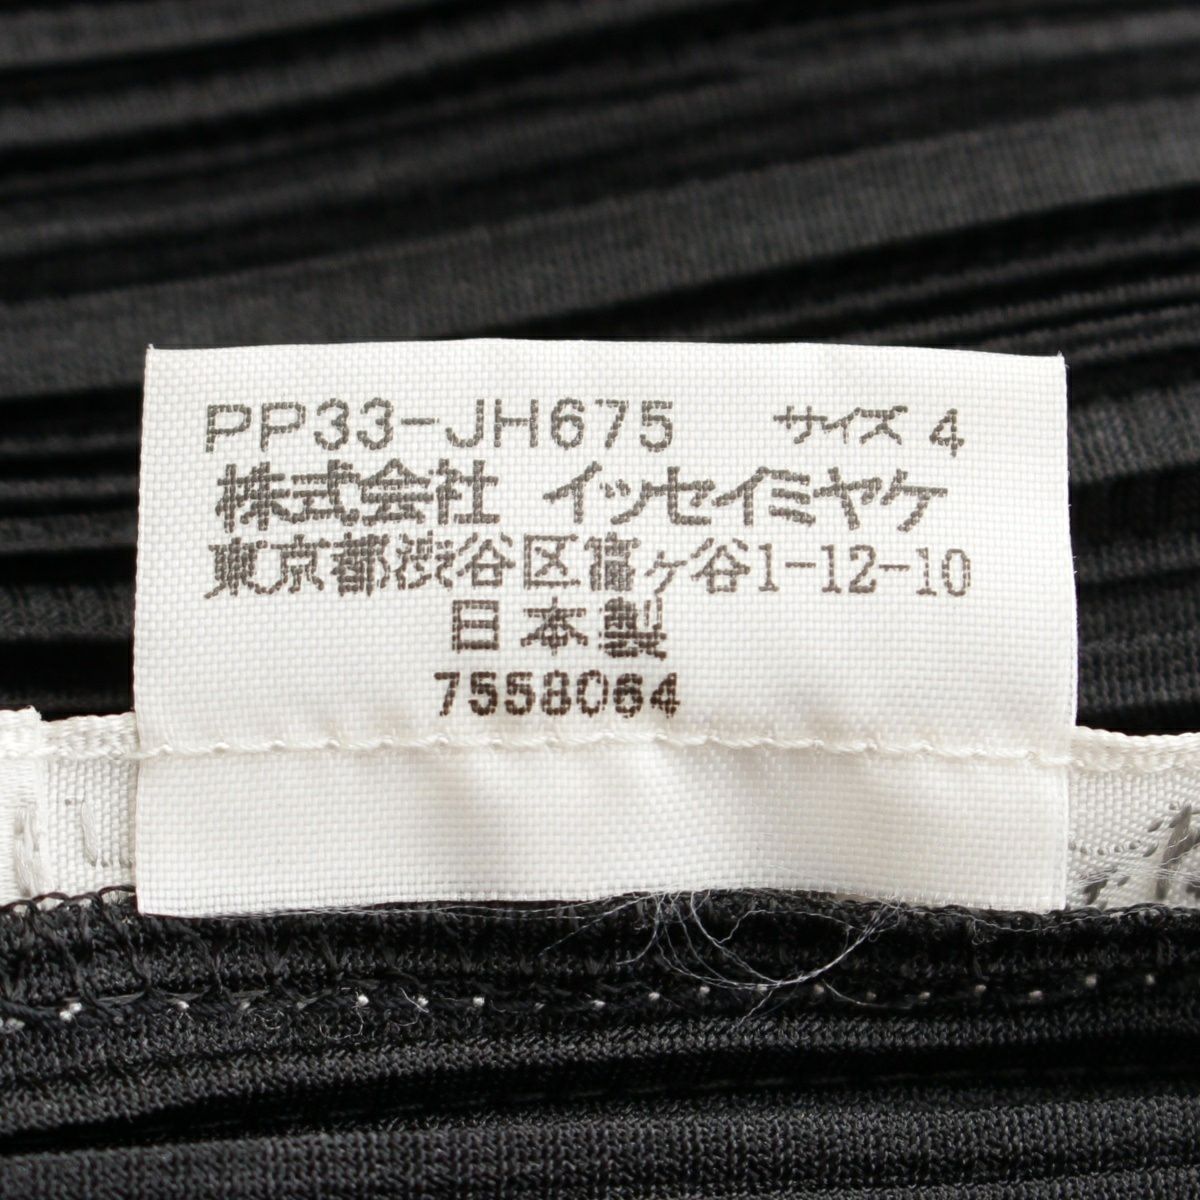 PP33-JH675 サイズ 4
株式会社 イッセイミヤケ
東京都渋谷区富ヶ谷1-12-10
日本製
7558064